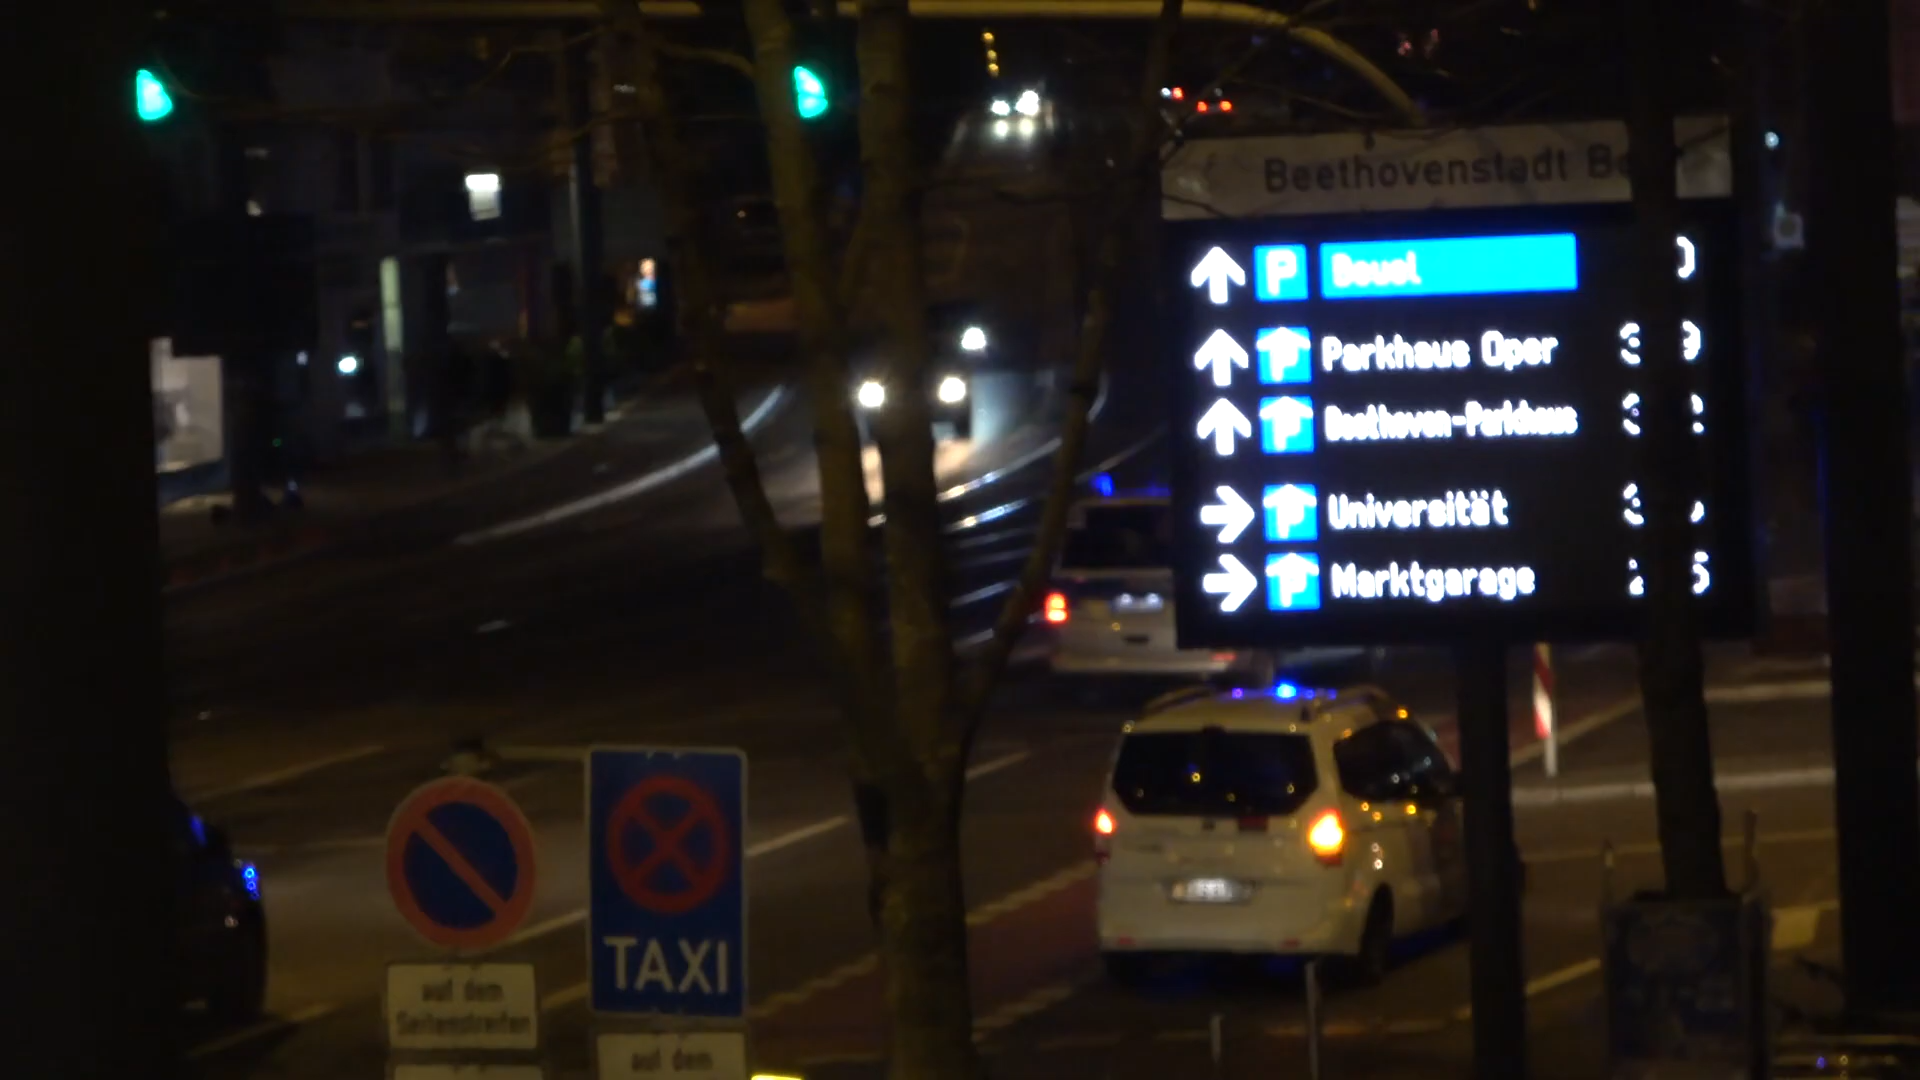 Beethovenstadt
P Beuel
P Parkhaus Oper
P Beethoven-Parkhaus
P Universität
P Marktgarage
TAXI
auf dem
Seitenstreifen
auf dem